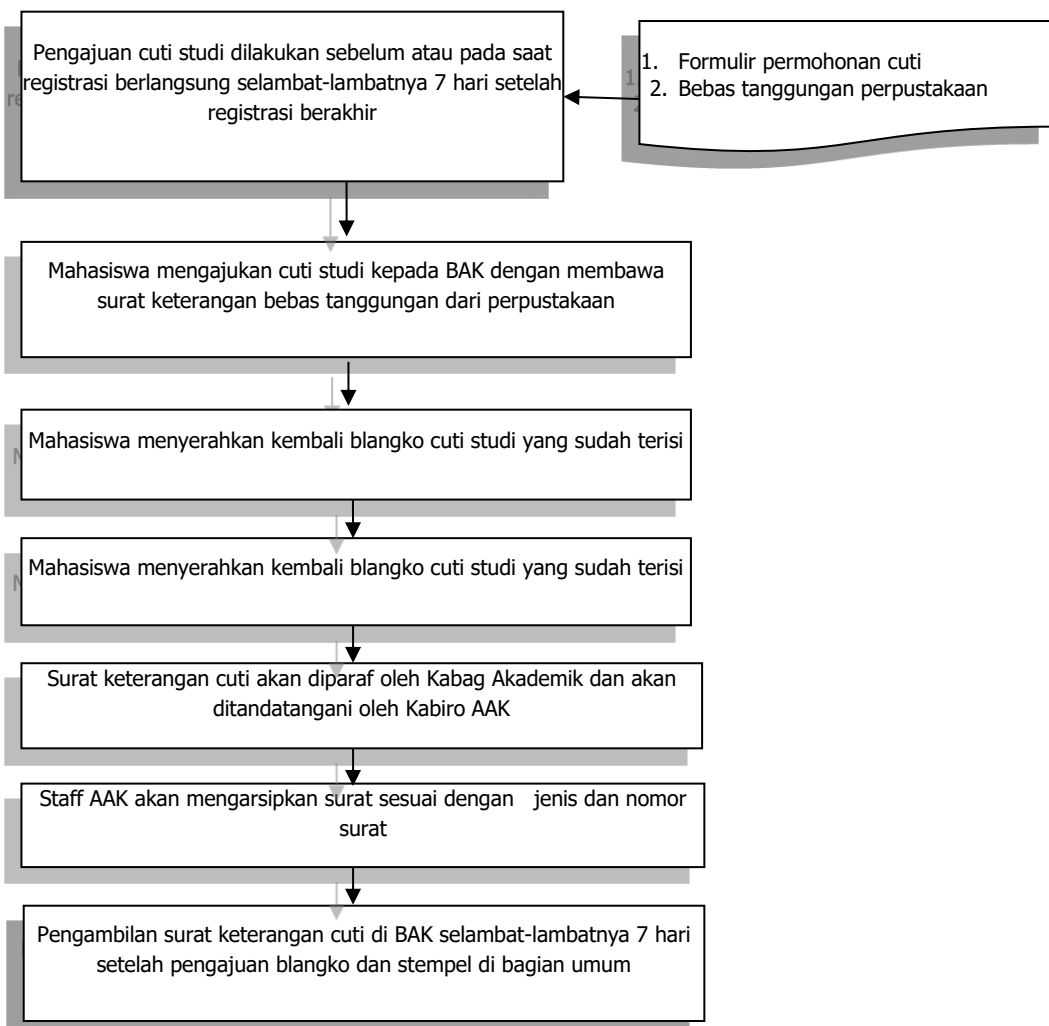 Pengajuan cuti studi dilakukan sebelum atau pada saat
registrasi berlangsung selambat-lambatnya 7 hari setelah
registrasi berakhir
1. Formulir permohonan cuti
2. Bebas tanggungan perpustakaan
Mahasiswa mengajukan cuti studi kepada BAK dengan membawa
surat keterangan bebas tanggungan dari perpustakaan
Mahasiswa menyerahkan kembali blangko cuti studi yang sudah terisi
Mahasiswa menyerahkan kembali blangko cuti studi yang sudah terisi
Surat keterangan cuti akan diparaf oleh Kabag Akademik dan akan
ditandatangani oleh Kabiro AAK
Staff AAK akan mengarsipkan surat sesuai dengan   jenis dan nomor
surat
Pengambilan surat keterangan cuti di BAK selambat-lambatnya 7 hari
setelah pengajuan blangko dan stempel di bagian umum